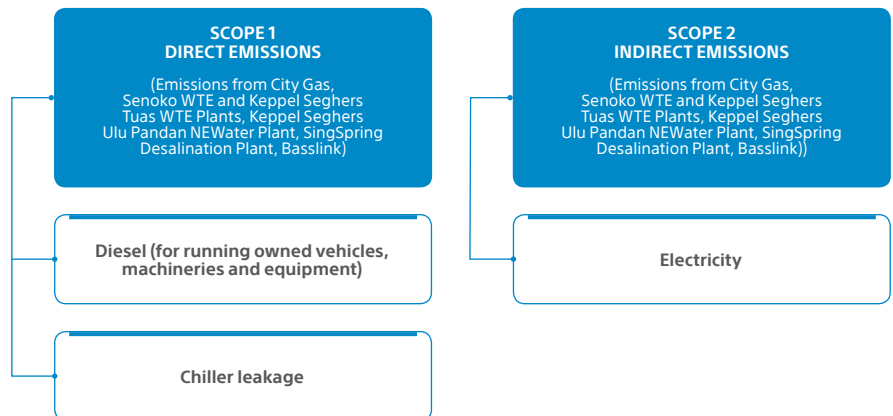 SCOPE 1
DIRECT EMISSIONS
(Emissions from City Gas,
Senoko WTE and Keppel Seghers
Tuas WTE Plants, Keppel Seghers
Ulu Pandan NEWater Plant, SingSpring
Desalination Plant, Basslink)
Diesel (for running owned vehicles,
machineries and equipment)
Chiller leakage
SCOPE 2
INDIRECT EMISSIONS
(Emissions from City Gas,
Senoko WTE and Keppel Seghers
Tuas WTE Plants, Keppel Seghers
Ulu Pandan NEWater Plant, SingSpring
Desalination Plant, Basslink))
Electricity